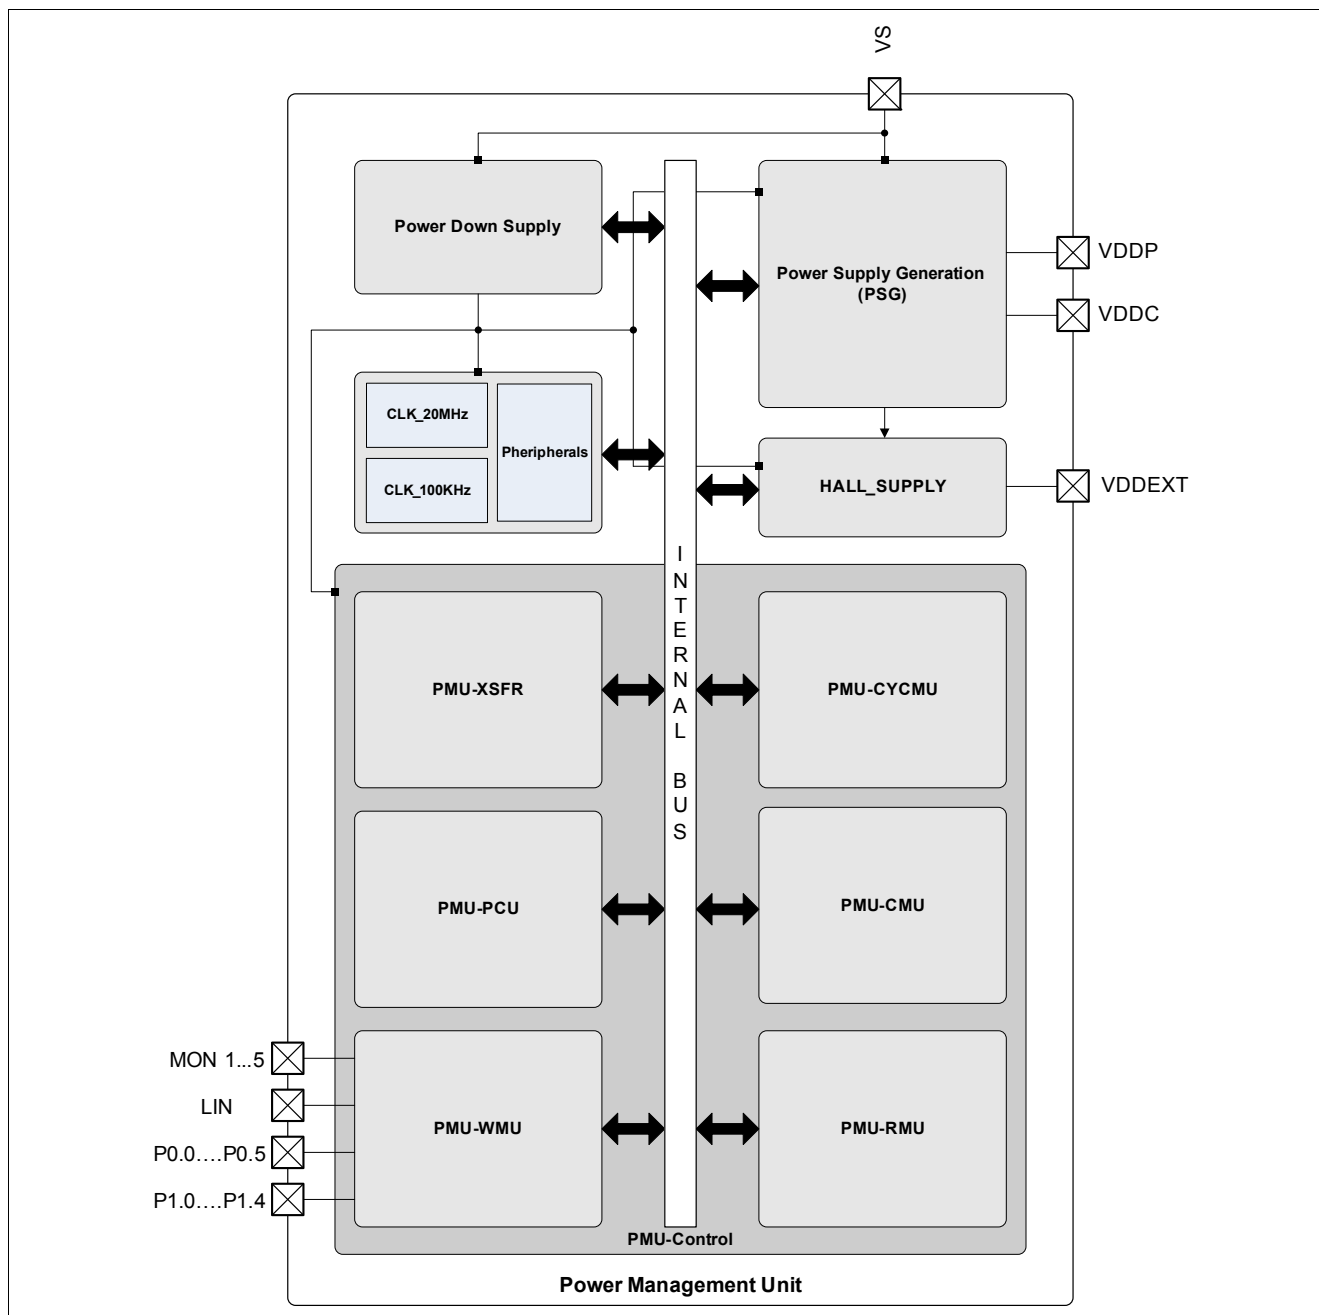 VS
Power Down Supply
Power Supply Generation
(PSG)
VDDP
VDDC
CLK_20MHz
CLK_100KHz
Pheripherals
HALL_SUPPLY
VDDEXT
INTERNAL BUS
PMU-XSFR
PMU-CYCMU
PMU-PCU
PMU-CMU
MON 1...5
LIN
P0.0....P0.5
P1.0....P1.4
PMU-WMU
PMU-RMU
PMU-Control
Power Management Unit